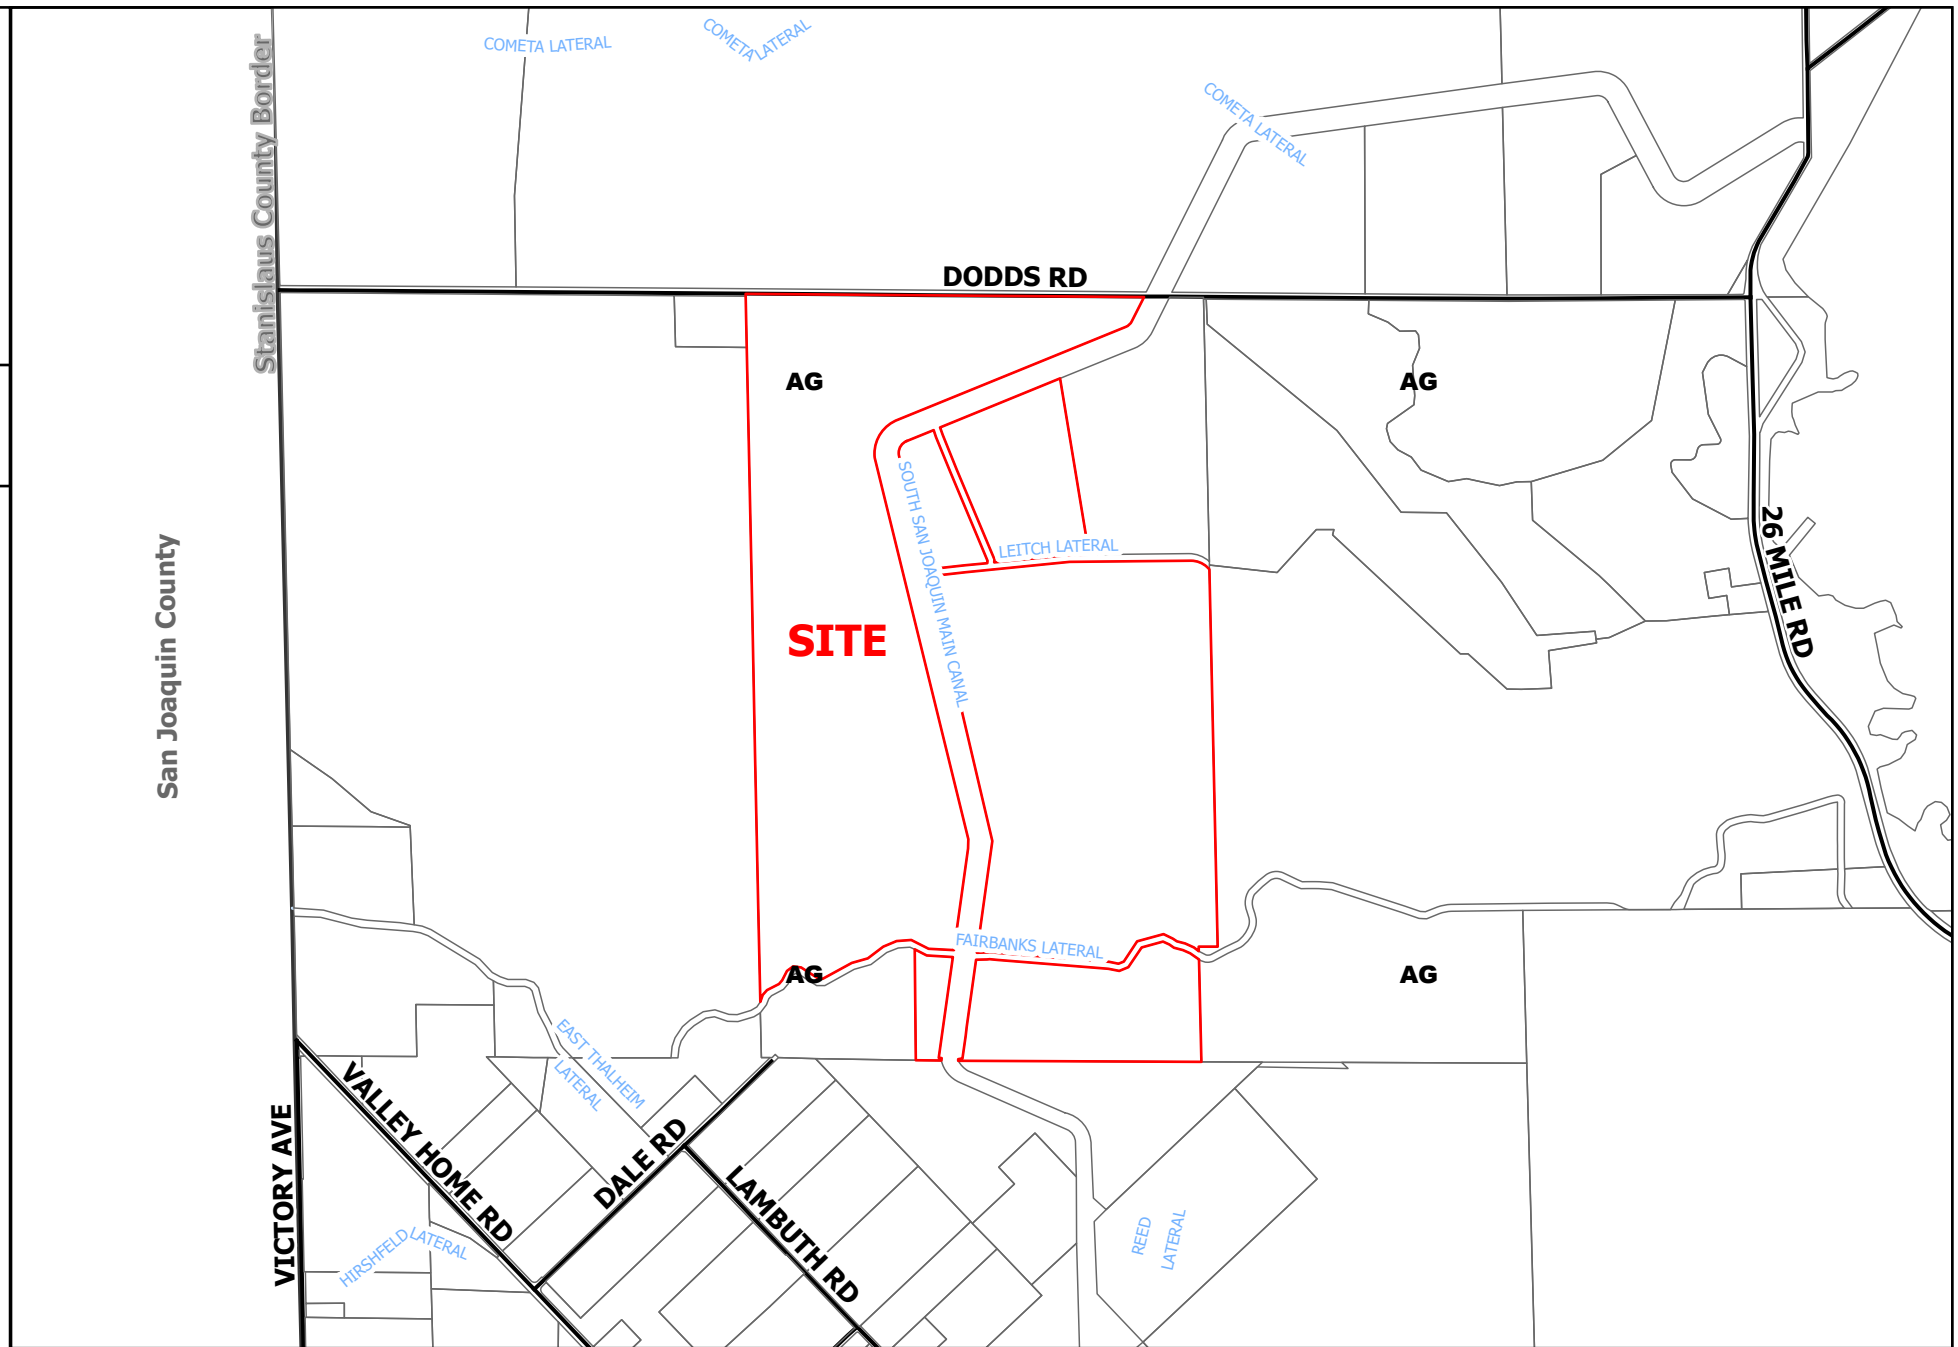 COMETA LATERAL
COMETA LATERAL
COMETA LATERAL
Stanislaus County Border
DODDS RD
AG
AG
SOUTH SAN JOAQUIN MAIN CANAL
LEITCH LATERAL
26 MILE RD
San Joaquin County
SITE
FAIRBANKS LATERAL
AG
AG
EAST THALHEIM
LATERAL
VALLEY HOME RD
DALE RD
LAMBUTH RD
VICTORY AVE
HIRSHFELD LATERAL
REED
LATERAL